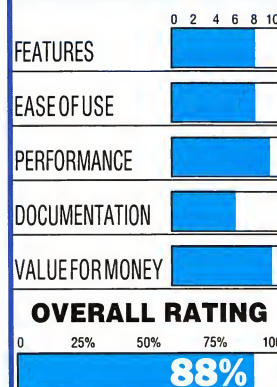 0 2 4 6 8 10
FEATURES
EASE OF USE
PERFORMANCE
DOCUMENTATION
VALUE FOR MONEY
OVERALL RATING
0 25% 50% 75% 100
88%